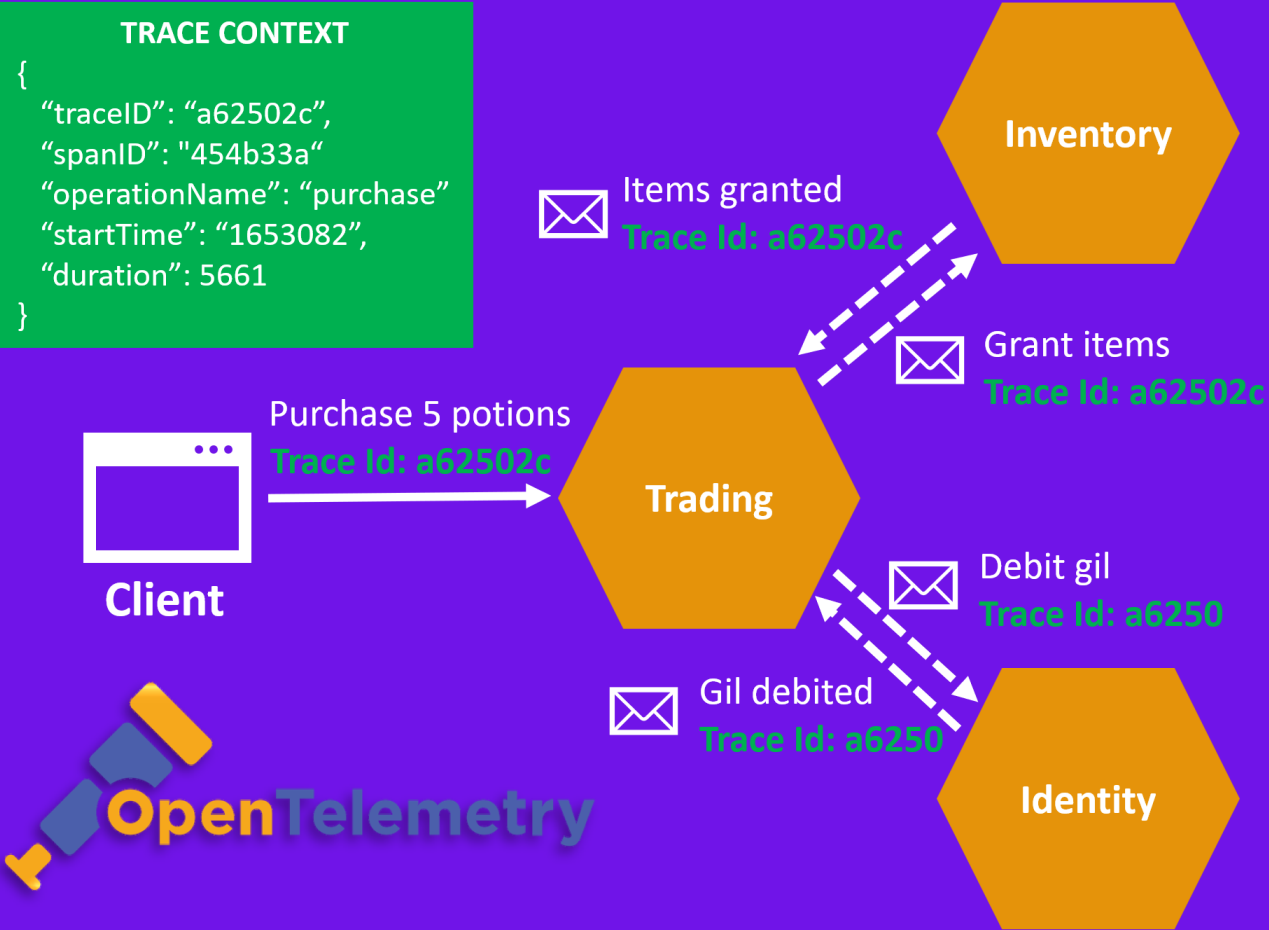 TRACE CONTEXT
{
“traceID”: “a62502c”,
“spanID”: "454b33a“
“operationName”: “purchase”
“startTime”: “1653082”,
“duration”: 5661
}
Inventory
Items granted
Trace Id: a62502c
Grant items
Trace Id: a62502c
Purchase 5 potions
Trace Id: a62502c
Client
Trading
Debit gil
Trace Id: a6250
Gil debited
Trace Id: a6250
Identity
OpenTelemetry